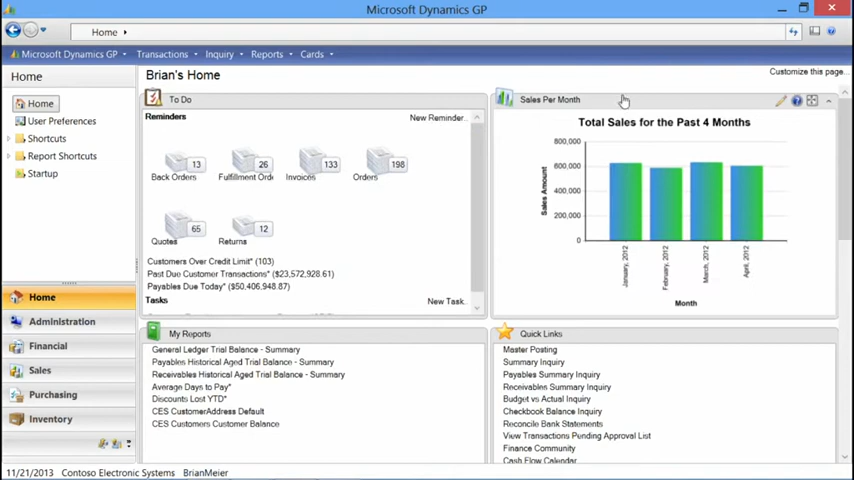 Microsoft Dynamics GP
Home
Microsoft Dynamics GP Transactions Inquiry Reports Cards
Home
Brian's Home
Customize this page...
Home
User Preferences
Shortcuts
Report Shortcuts
Startup
To Do
Reminders
New Reminder..
13
Back Orders
26
Fulfillment Orde
133
Invoices
198
Orders
65
Quotes
12
Returns
Customers Over Credit Limit* (103)
Past Due Customer Transactions* ($23,572,928.61)
Payables Due Today* ($50,406,948.87)
Tasks
New Task..
Sales Per Month
Total Sales for the Past 4 Months
Sales Amount
800,000
600,000
400,000
200,000
0
January, 2012
February, 2012
March, 2012
April, 2012
Month
Home
Administration
Financial
Sales
Purchasing
Inventory
My Reports
General Ledger Trial Balance - Summary
Payables Historical Aged Trial Balance - Summary
Receivables Historical Aged Trial Balance - Summary
Average Days to Pay*
Discounts Lost YTD*
CES CustomerAddress Default
CES Customers Customer Balance
Quick Links
Master Posting
Summary Inquiry
Payables Summary Inquiry
Receivables Summary Inquiry
Budget vs Actual Inquiry
Checkbook Balance Inquiry
Reconcile Bank Statements
View Transactions Pending Approval List
Finance Community
Cash Flow Calendar
11/21/2013 Contoso Electronic Systems BrianMeier